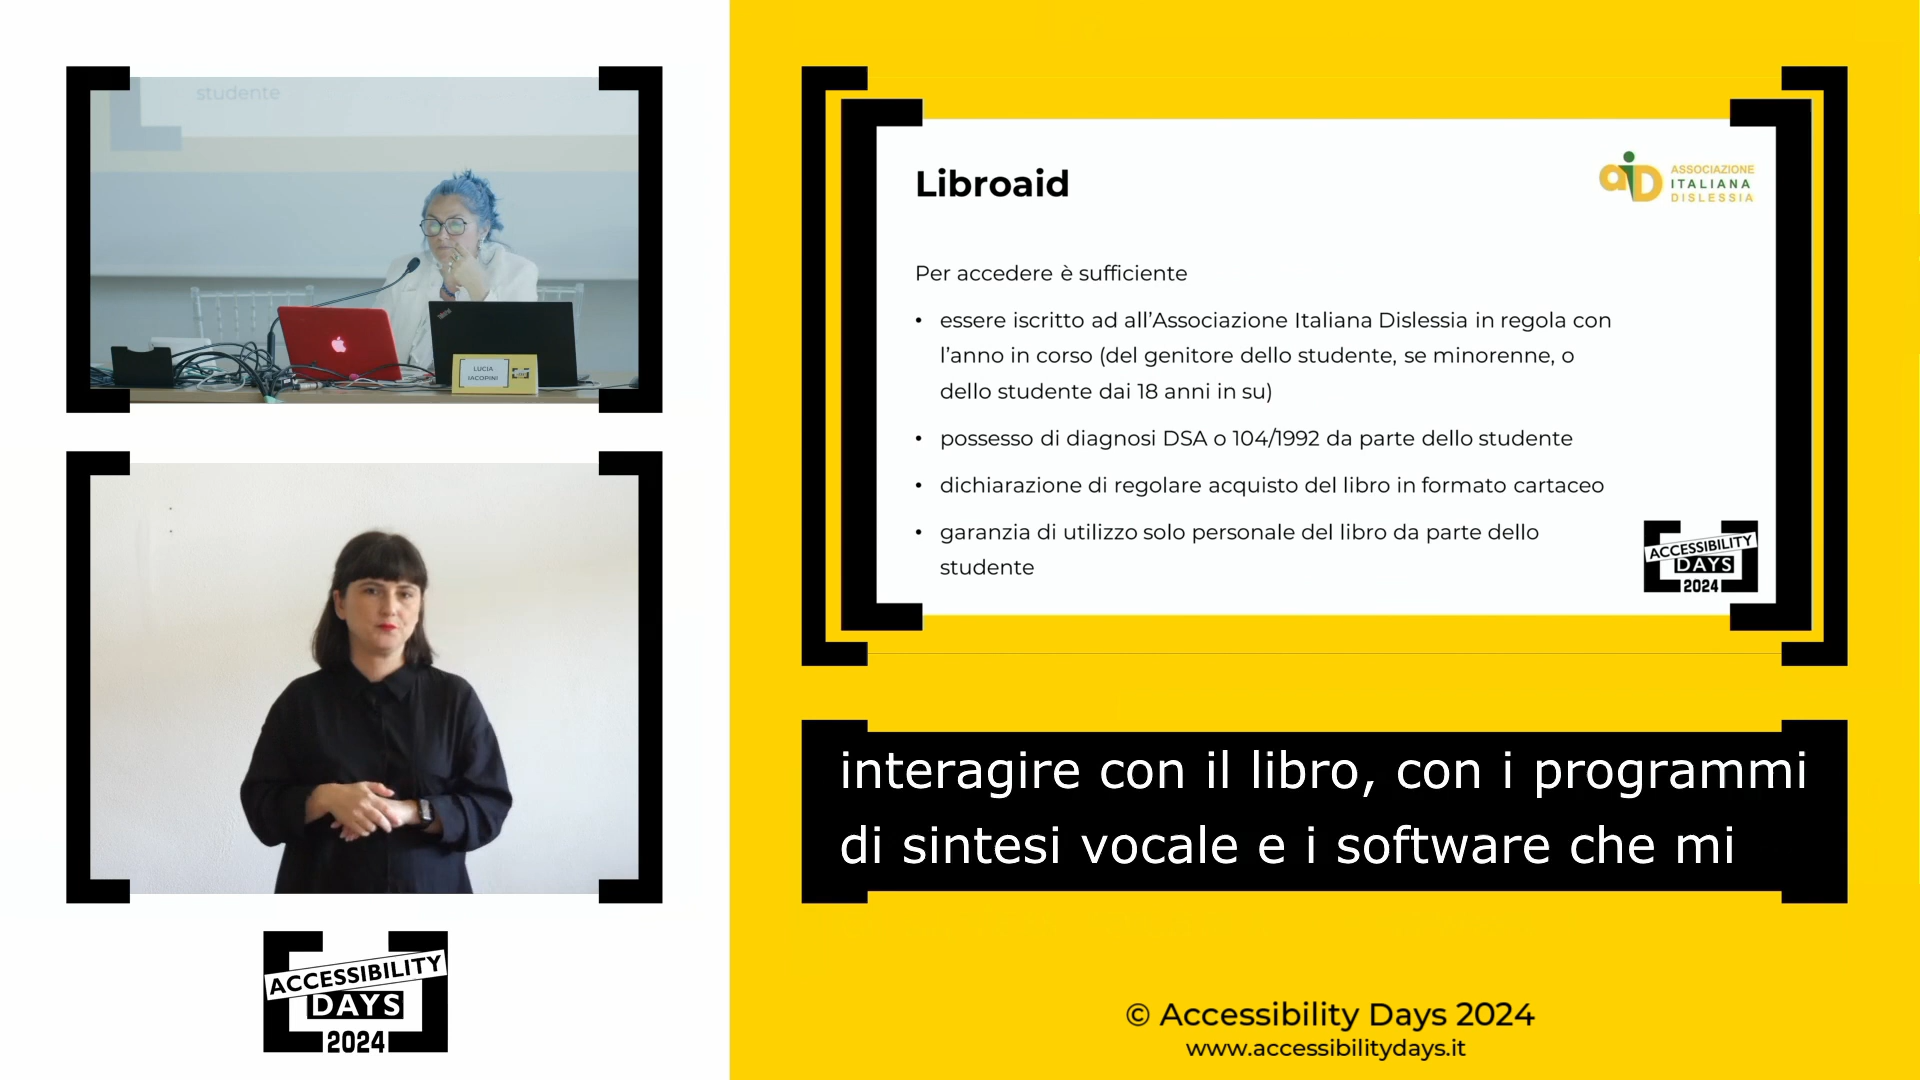 studente
LUCIA
IACOPINI
ACCESSIBILITY
DAYS
2024
Libroaid
aiD ASSOCIAZIONE
ITALIANA
DISLESSIA
Per accedere è sufficiente
• essere iscritto ad all’Associazione Italiana Dislessia in regola con
l’anno in corso (del genitore dello studente, se minorenne, o
dello studente dai 18 anni in su)
• possesso di diagnosi DSA o 104/1992 da parte dello studente
• dichiarazione di regolare acquisto del libro in formato cartaceo
• garanzia di utilizzo solo personale del libro da parte dello
studente
ACCESSIBILITY
DAYS
2024
interagire con il libro, con i programmi
di sintesi vocale e i software che mi
© Accessibility Days 2024
www.accessibilitydays.it